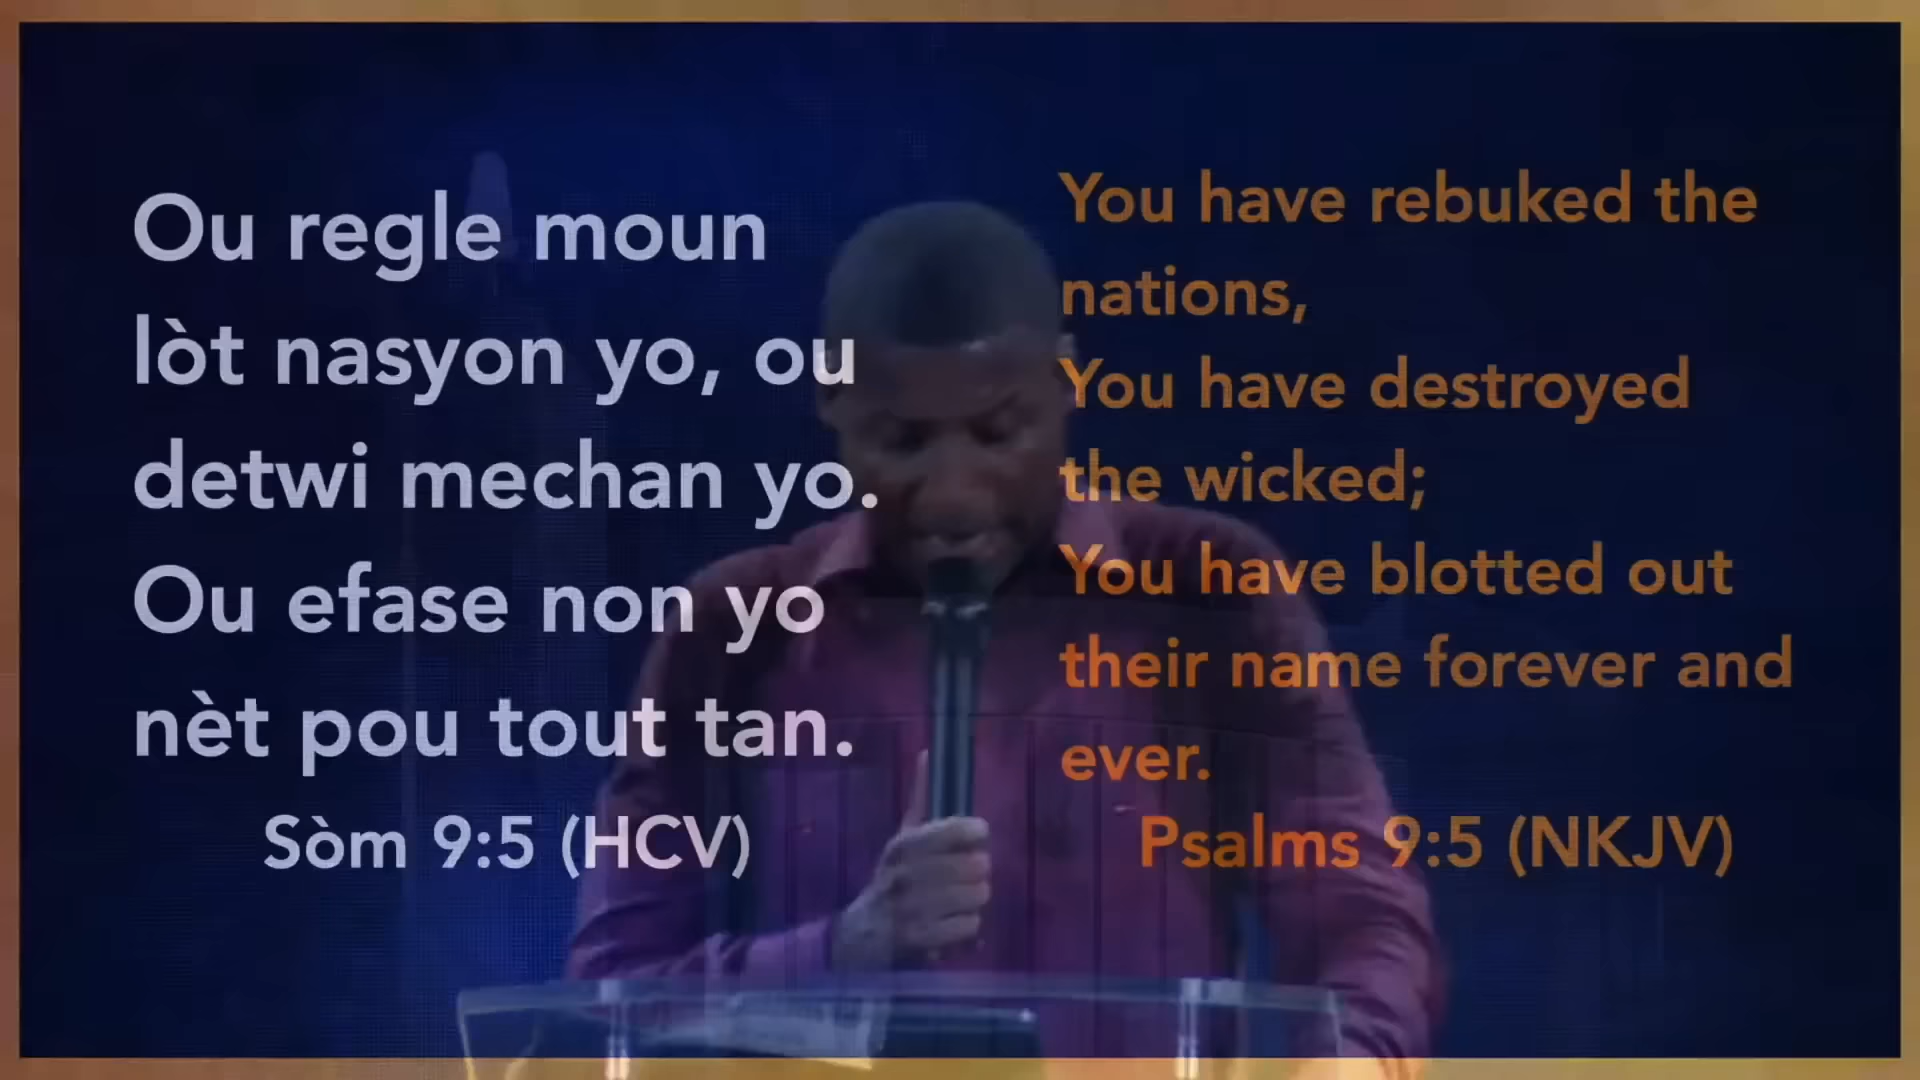 Ou regle moun
lòt nasyon yo, ou
detwi mechan yo.
Ou efase non yo
nèt pou tout tan.
Sòm 9:5 (HCV)
You have rebuked the
nations,
You have destroyed
the wicked;
You have blotted out
their name forever and
ever.
Psalms 9:5 (NKJV)